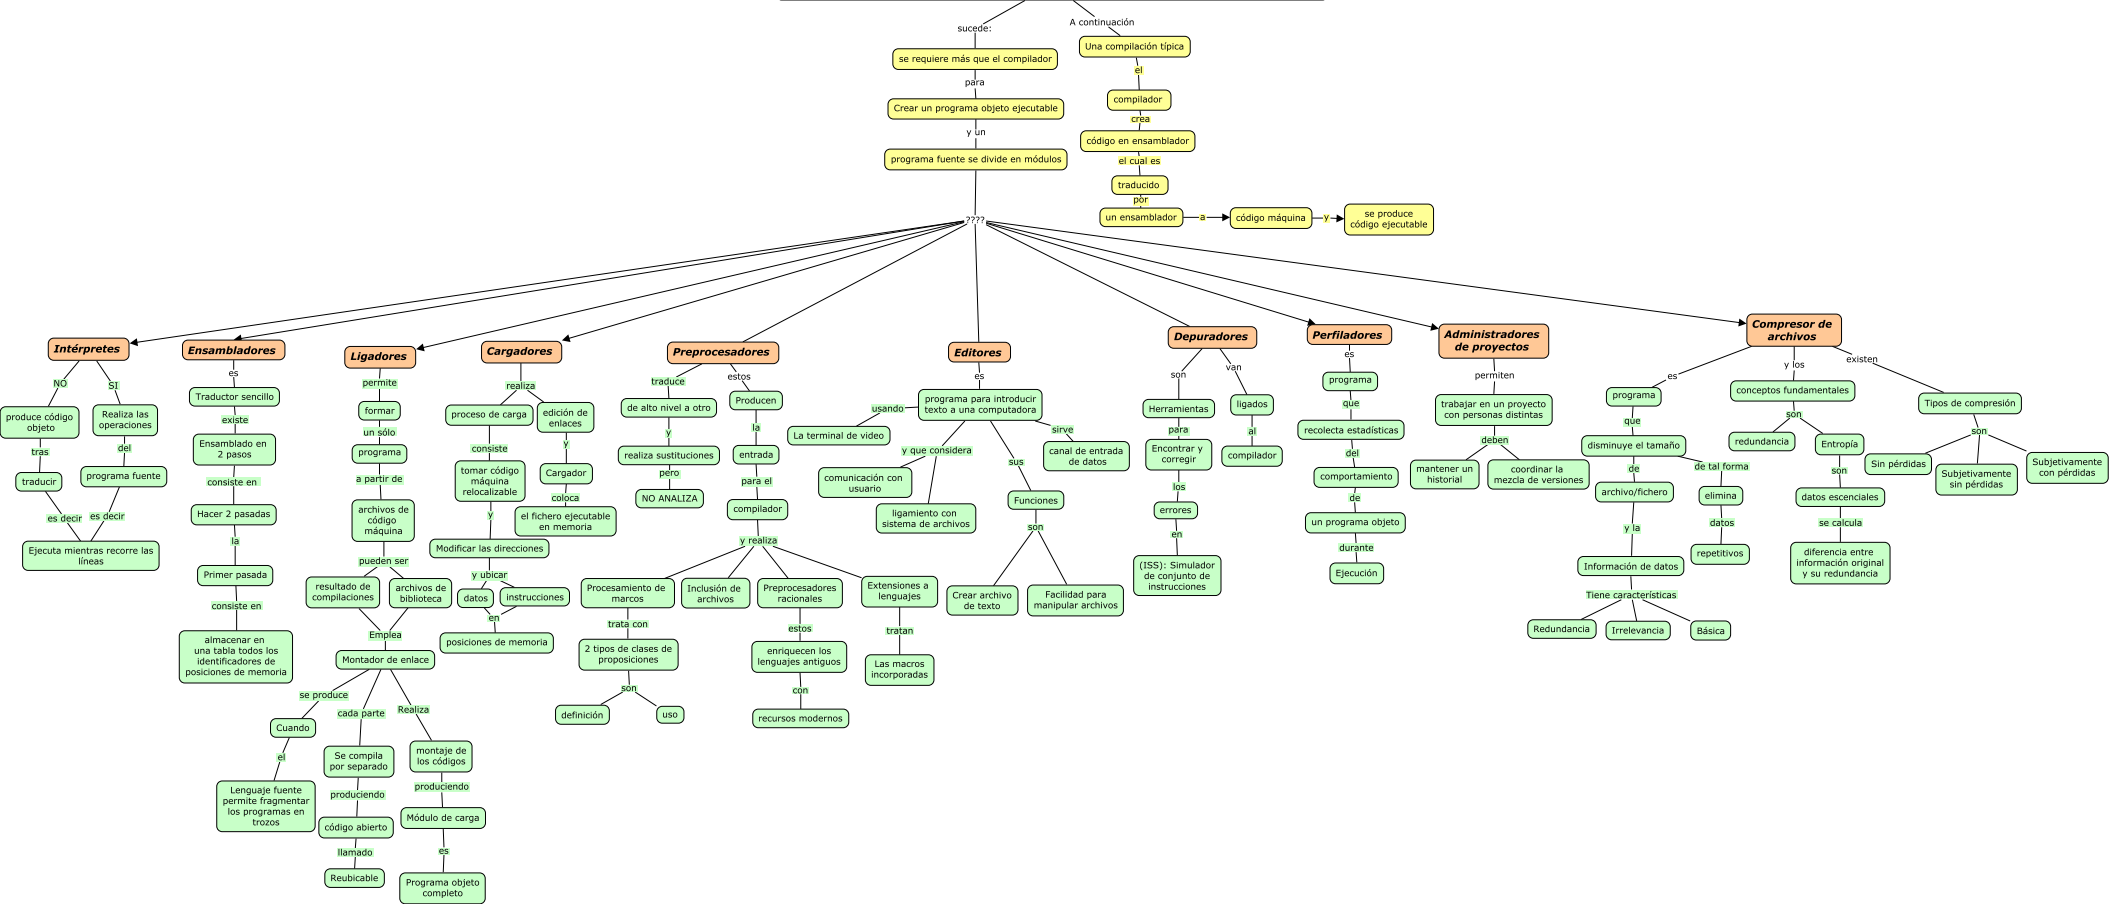 sucede:
A continuación
se requiere más que el compilador
para
Crear un programa objeto ejecutable
y un
programa fuente se divide en módulos
????
Una compilación típica
el
compilador
crea
código en ensamblador
el cual es
traducido
por
un ensamblador
a
código máquina
y
se produce
código ejecutable
Intérpretes
NO
SI
produce código
objeto
tras
traducir
es decir
Realiza las
operaciones
del
programa fuente
es decir
Ejecuta mientras recorre las
líneas
Ensambladores
es
Traductor sencillo
existe
Ensamblado en
2 pasos
consiste en
Hacer 2 pasadas
la
Primer pasada
consiste en
almacenar en
una tabla todos los
identificadores de
posiciones de memoria
Ligadores
permite
formar
un sólo
programa
a partir de
archivos de
código
máquina
pueden ser
resultado de
compilaciones
archivos de
biblioteca
Emplea
Montador de enlace
se produce
Cuando
el
Lenguaje fuente
permite fragmentar
los programas en
trozos
cada parte
Se compila
por separado
produciendo
código abierto
llamado
Reubicable
Realiza
montaje de
los códigos
produciendo
Módulo de carga
es
Programa objeto
completo
Cargadores
realiza
proceso de carga
consiste
tomar código
máquina
relocalizable
y
Modificar las direcciones
y ubicar
datos
instrucciones
en
posiciones de memoria
edición de
enlaces
y
Cargador
coloca
el fichero ejecutable
en memoria
Preprocesadores
traduce
de alto nivel a otro
y
realiza sustituciones
pero
NO ANALIZA
estos
Producen
la
entrada
para el
compilador
y realiza
Procesamiento de
marcos
trata con
2 tipos de clases de
proposiciones
son
definición
uso
Inclusión de
archivos
Preprocesadores
racionales
estos
enriquecen los
lenguajes antiguos
con
recursos modernos
Extensiones a
lenguajes
tratan
Las macros
incorporadas
Editores
es
programa para introducir
texto a una computadora
usando
La terminal de video
y que considera
comunicación con
usuario
ligamiento con
sistema de archivos
sus
Funciones
son
Crear archivo
de texto
Facilidad para
manipular archivos
sirve
canal de entrada
de datos
Depuradores
son
Herramientas
para
Encontrar y
corregir
los
errores
en
(ISS): Simulador
de conjunto de
instrucciones
van
ligados
al
compilador
Perfiladores
es
programa
que
recolecta estadísticas
del
comportamiento
de
un programa objeto
durante
Ejecución
Administradores
de proyectos
permiten
trabajar en un proyecto
con personas distintas
deben
mantener un
historial
coordinar la
mezcla de versiones
Compresor de
archivos
es
programa
que
disminuye el tamaño
de
archivo/fichero
y la
Información de datos
Tiene características
Redundancia
Irrelevancia
Básica
de tal forma
elimina
datos
repetitivos
y los
conceptos fundamentales
son
redundancia
Entropía
son
datos escenciales
se calcula
diferencia entre
información original
y su redundancia
existen
Tipos de compresión
son
Sin pérdidas
Subjetivamente
sin pérdidas
Subjetivamente
con pérdidas